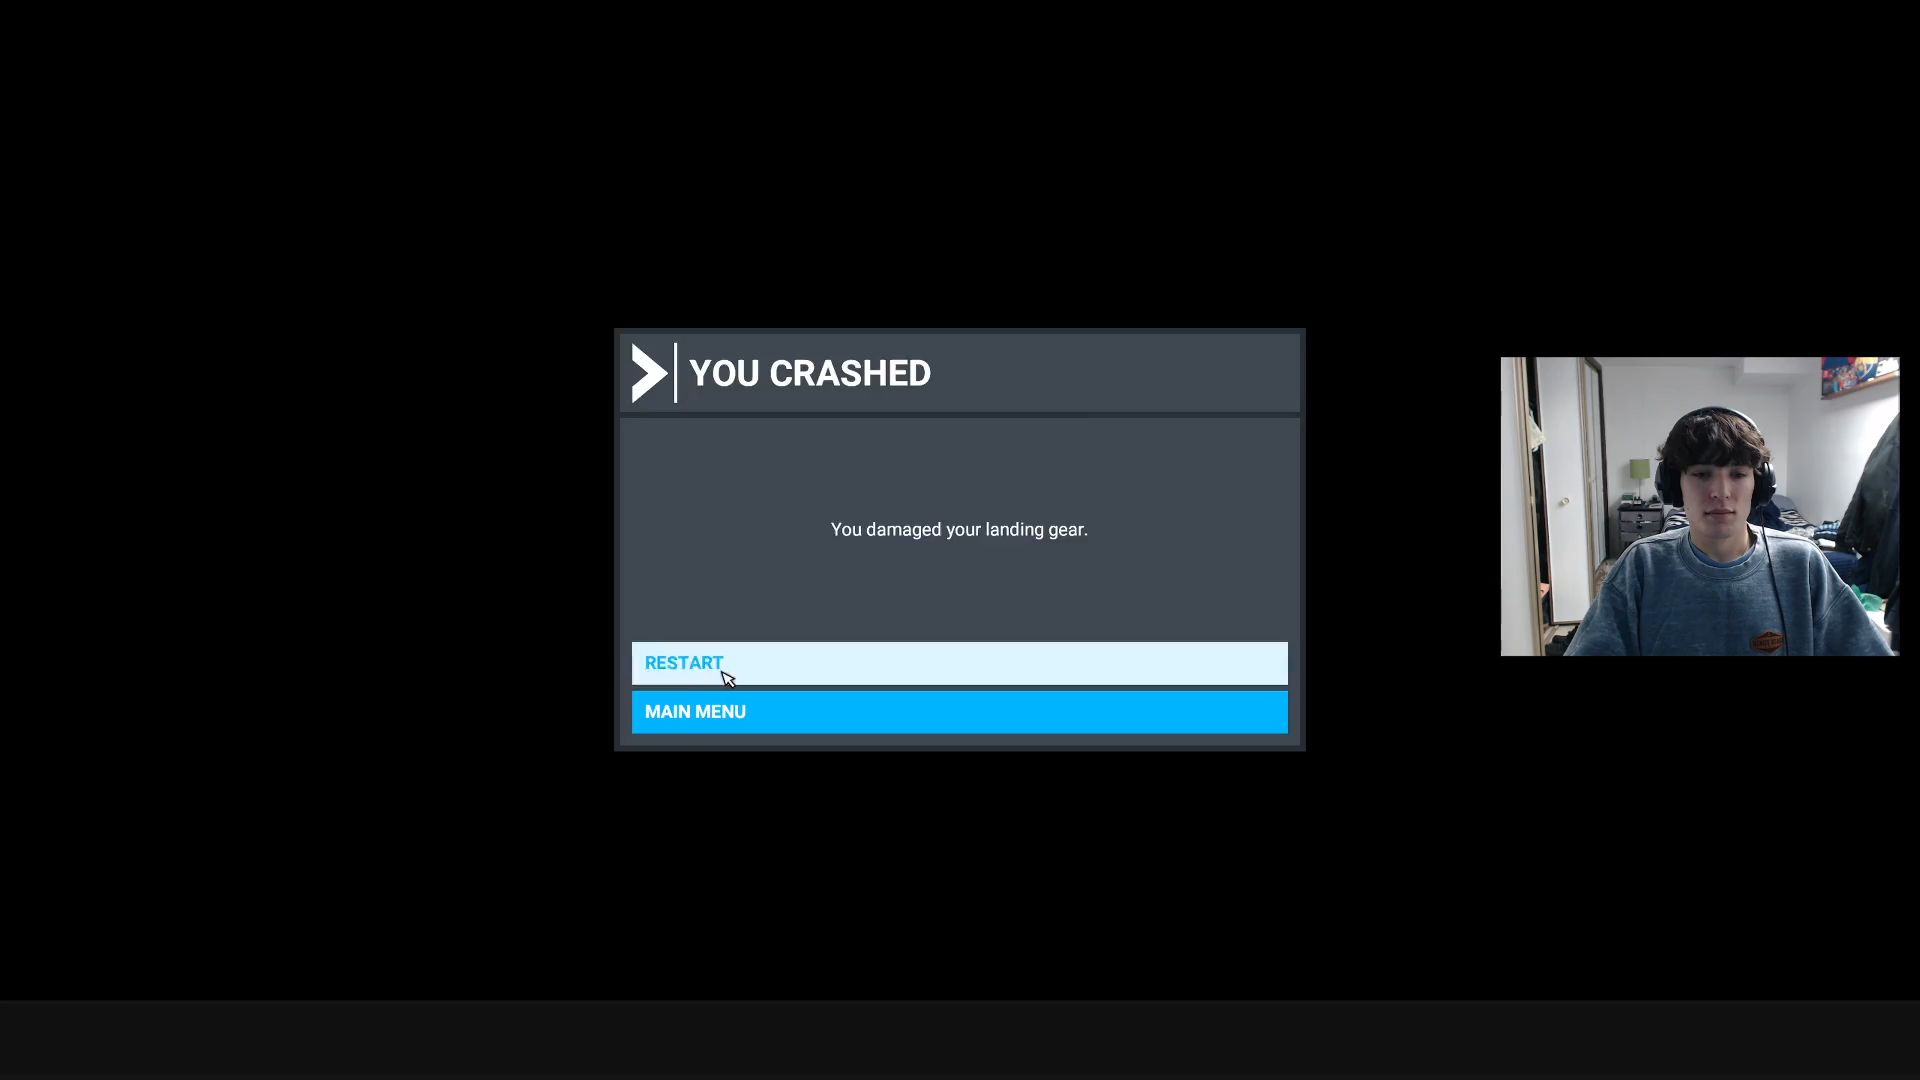 YOU CRASHED
You damaged your landing gear.
RESTART
MAIN MENU